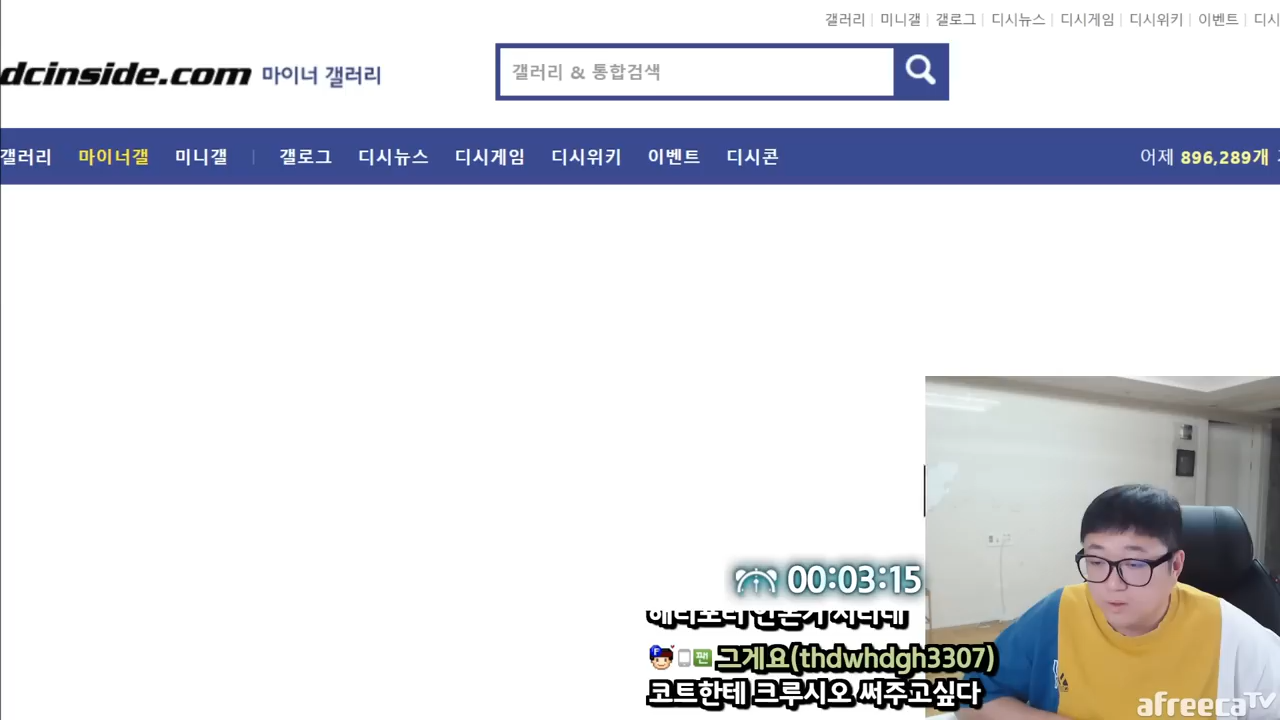 갤러리 | 미니갤 | 갤로그 | 디시뉴스 | 디시게임 | 디시위키 | 이벤트 | 디시
dcinside.com 마이너 갤러리
갤러리 & 통합검색
갤러리 마이너갤 미니갤 | 갤로그 디시뉴스 디시게임 디시위키 이벤트 디시콘
어제 896,289개
00:03:15
팬 그게요(thdwhdgh3307)
코트한테 크루시오 써주고싶다
afreecaTV